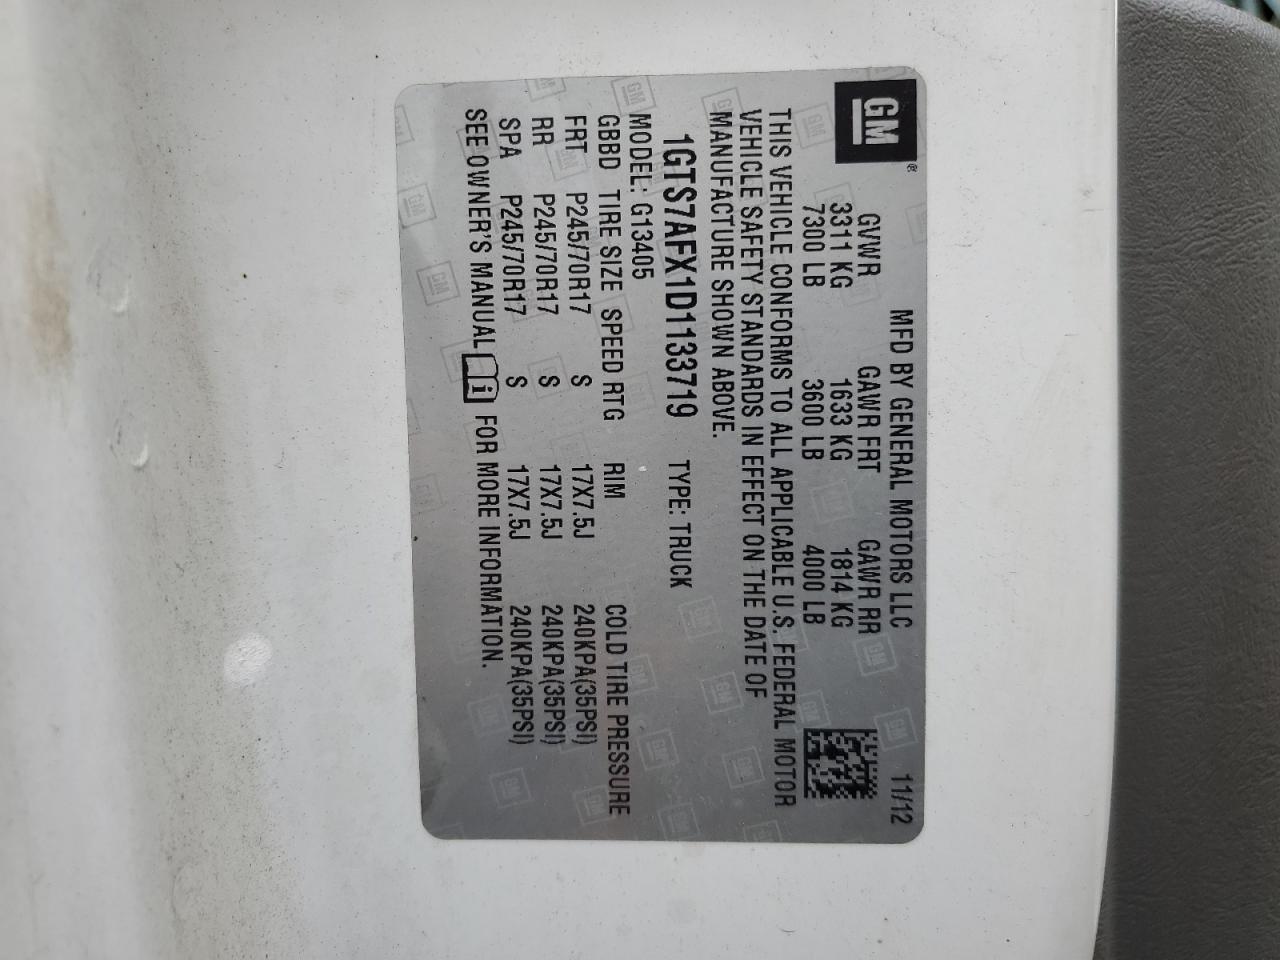 GM®
MFD BY GENERAL MOTORS LLC 11/12
GVWR GAWR FRT GAWR RR
3311 KG 1633 KG 1814 KG
7300 LB 3600 LB 4000 LB
THIS VEHICLE CONFORMS TO ALL APPLICABLE U.S. FEDERAL MOTOR
VEHICLE SAFETY STANDARDS IN EFFECT ON THE DATE OF
MANUFACTURE SHOWN ABOVE.
1GTS7AFX1D1133719 TYPE: TRUCK
MODEL: G13405
GBBD TIRE SIZE SPEED RTG RIM COLD TIRE PRESSURE
FRT P245/70R17 S 17X7.5J 240KPA(35PSI)
RR P245/70R17 S 17X7.5J 240KPA(35PSI)
SPA P245/70R17 S 17X7.5J 240KPA(35PSI)
SEE OWNER'S MANUAL i FOR MORE INFORMATION.